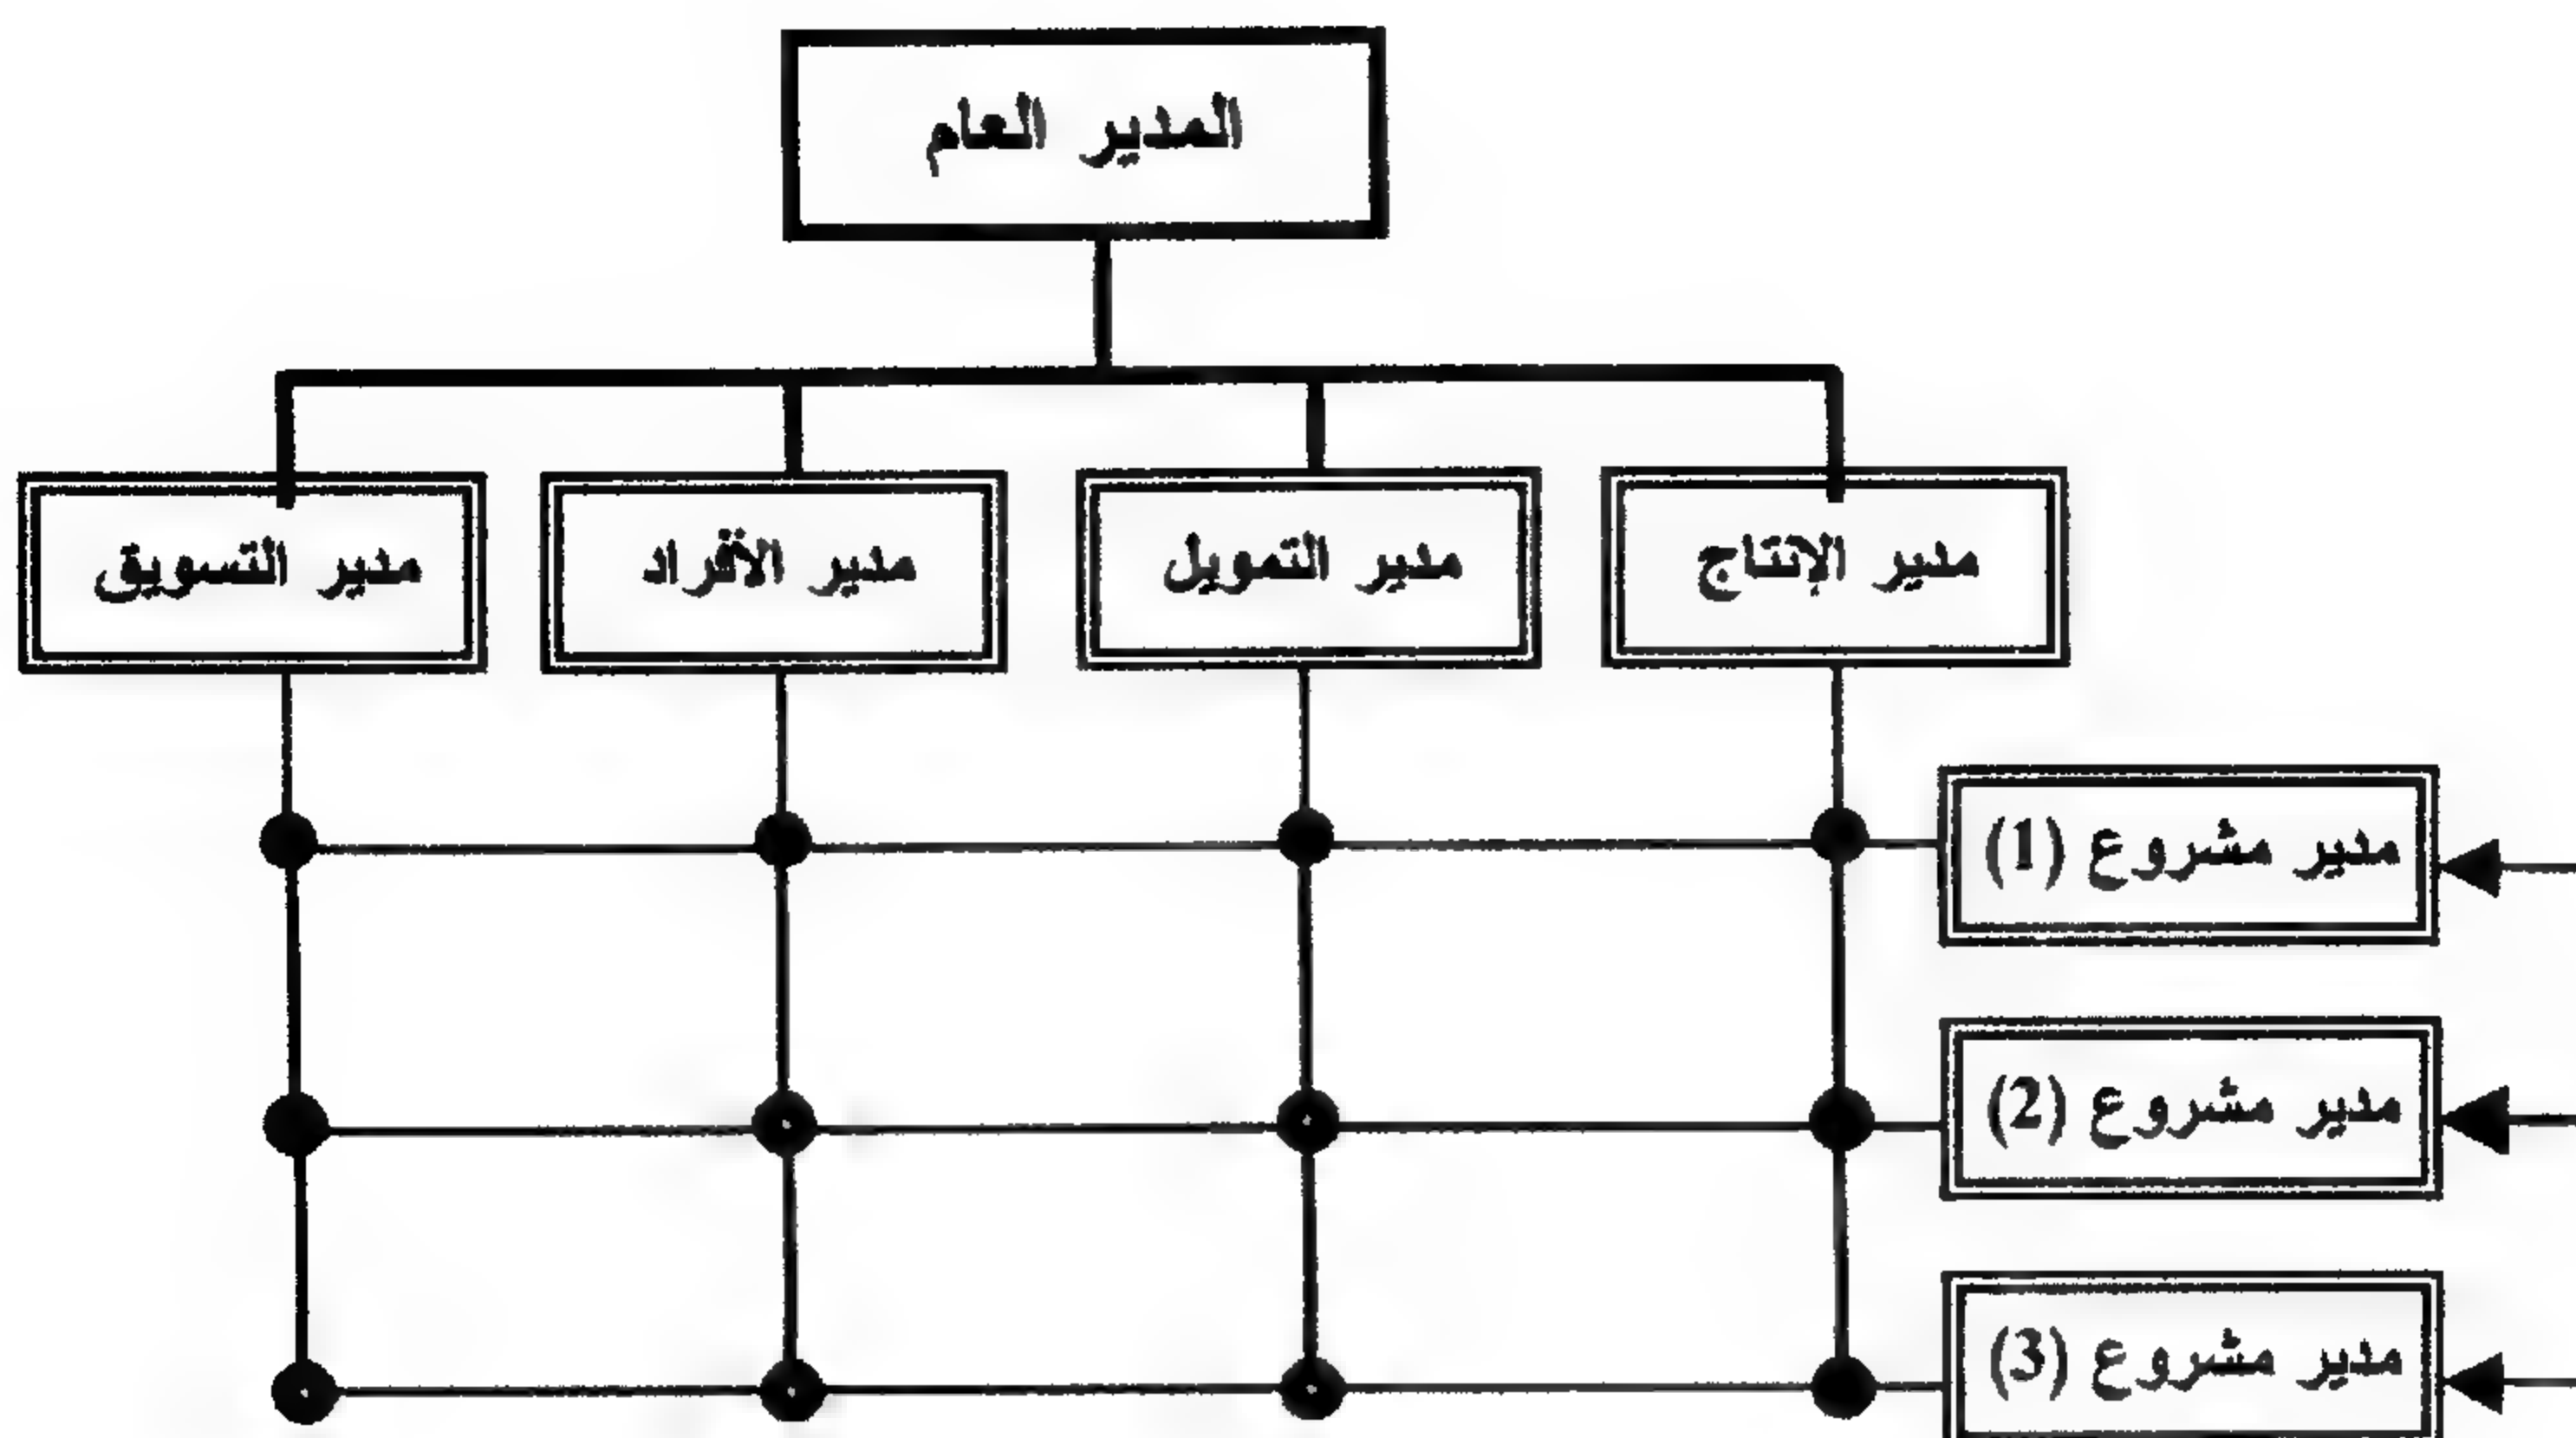 المدير العام
مدير الإنتاج
مدير التمويل
مدير الأفراد
مدير التسويق
مدير مشروع (1)
مدير مشروع (2)
مدير مشروع (3)